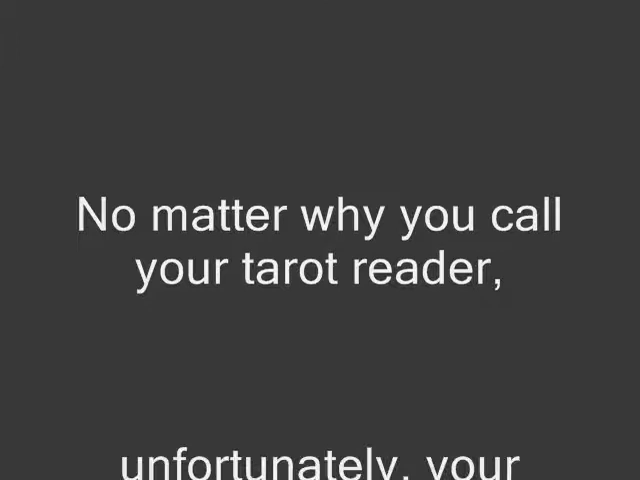 No matter why you call
your tarot reader,
unfortunately, your